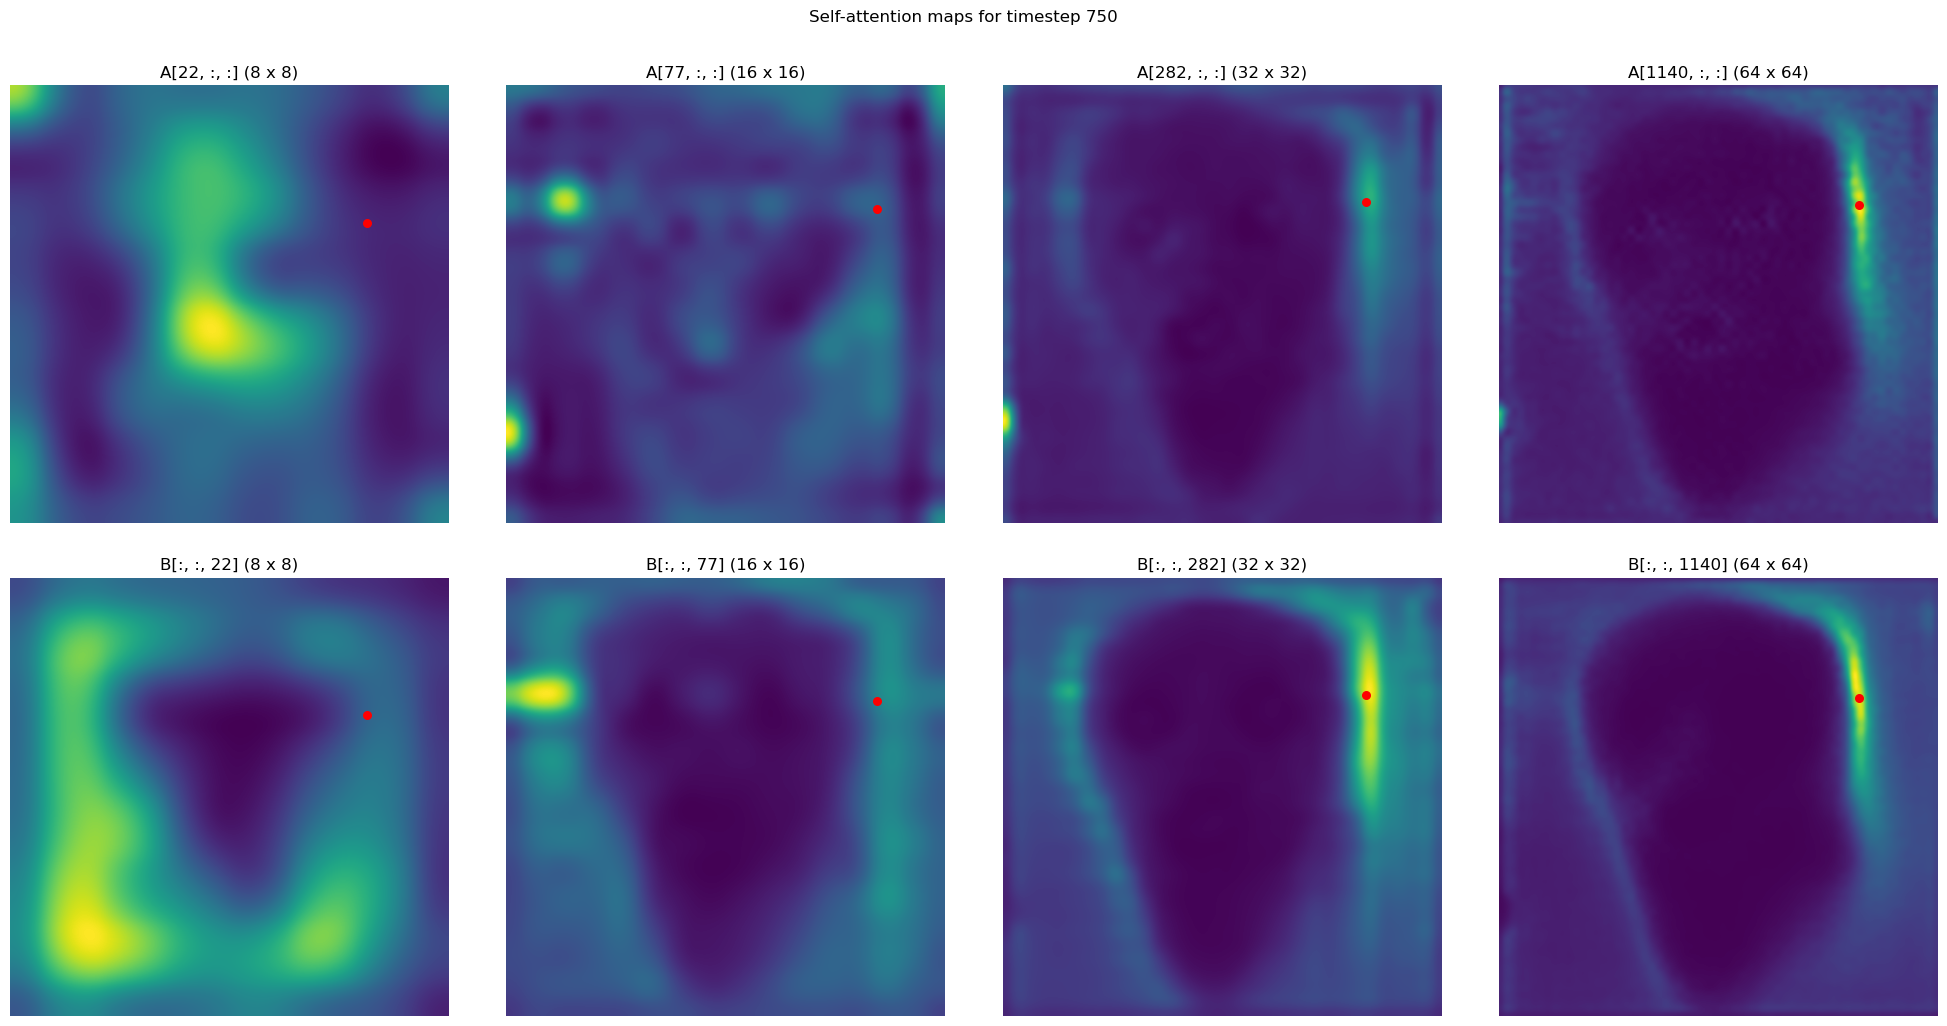 Self-attention maps for timestep 750
A[22, :, :] (8 x 8)
A[77, :, :] (16 x 16)
A[282, :, :] (32 x 32)
A[1140, :, :] (64 x 64)
B[:, :, 22] (8 x 8)
B[:, :, 77] (16 x 16)
B[:, :, 282] (32 x 32)
B[:, :, 1140] (64 x 64)